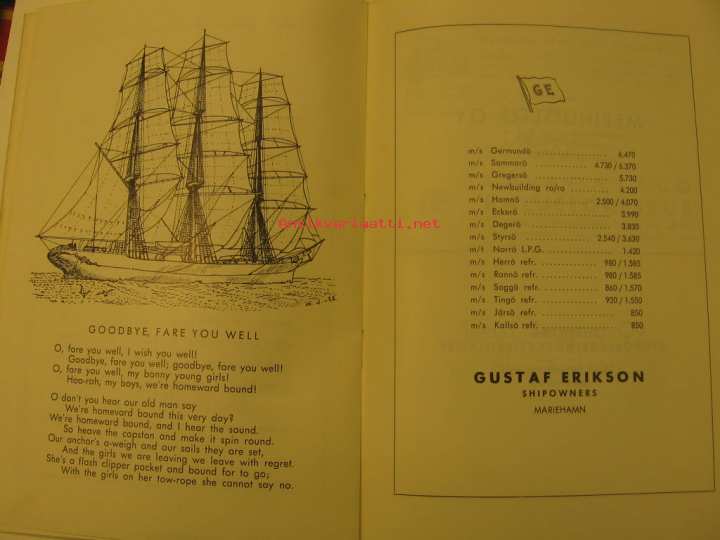 GOODBYE, FARE YOU WELL
O, fare you well, I wish you well!
Goodbye, fare you well; goodbye, fare you well!
O, fare you well, my bonny young girls!
Hoo-rah, my boys, we're homeward bound!
O don't you hear our old man say
We're homeward bound this very day?
We're homeward bound, and I hear the sound.
So heave the capstan and make it spin round.
Our anchor's a-weigh and our sails they are set,
And the girls we are leaving we leave with regret.
She's a flash clipper packet and bound for to go;
With the girls on her tow-rope she cannot say no.
Antikvariaatti.net
GE
m/s Germundö 6.470
m/s Sommarö 4.730/6.370
m/s Gregersö 5.730
m/s Newbuilding ro/ro 4.200
m/s Hamnö 2.500/4.070
m/s Eckerö 3.990
m/s Degerö 3.835
m/s Styrsö 2.540/3.630
m/s Norrö L.P.G. 1.420
m/s Herrö refr. 980/1.585
m/s Rannö refr. 980/1.585
m/s Saggö refr. 860/1.570
m/s Tingö refr. 920/1.550
m/s Järsö refr. 850
m/s Kallsö refr. 850
GUSTAF ERIKSON
SHIPOWNERS
MARIEHAMN